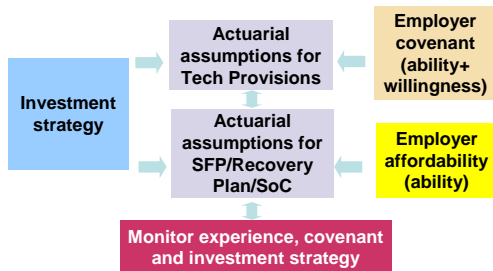 Actuarial
assumptions for
Tech Provisions
Employer
covenant
(ability+
willingness)
Investment
strategy
Actuarial
assumptions for
SFP/Recovery
Plan/SoC
Employer
affordability
(ability)
Monitor experience, covenant
and investment strategy